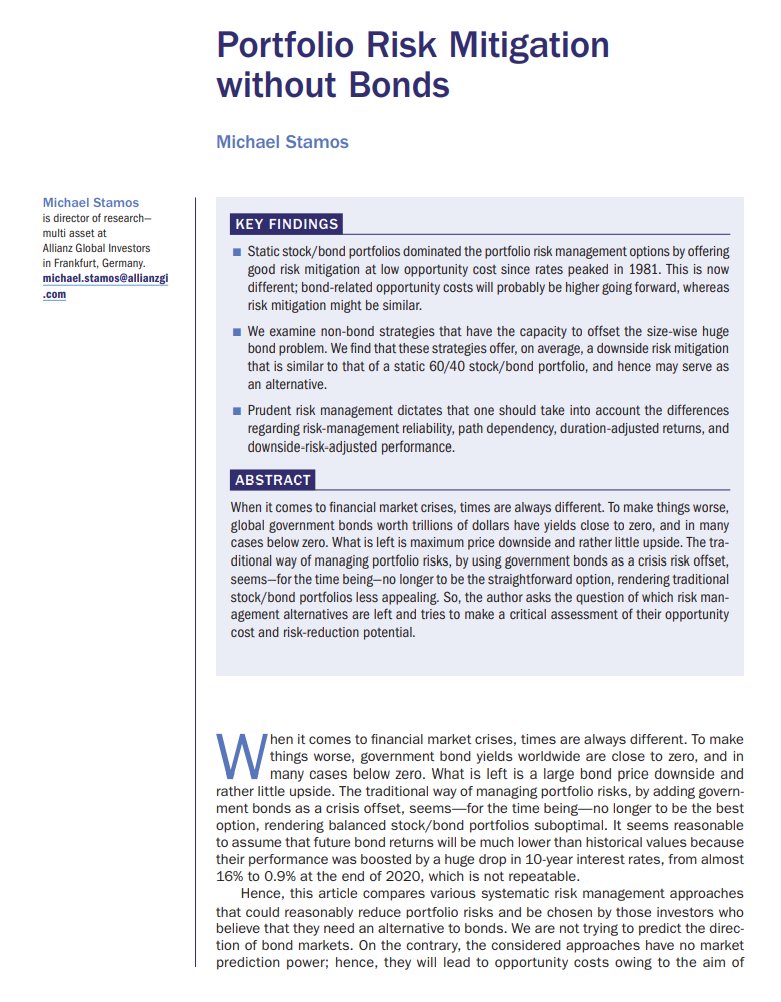 Portfolio Risk Mitigation
without Bonds
Michael Stamos
Michael Stamos
is director of research—
multi asset at
Allianz Global Investors
in Frankfurt, Germany.
michael.stamos@allianzgi
.com
KEY FINDINGS
■ Static stock/bond portfolios dominated the portfolio risk management options by offering
good risk mitigation at low opportunity cost since rates peaked in 1981. This is now
different; bond-related opportunity costs will probably be higher going forward, whereas
risk mitigation might be similar.
■ We examine non-bond strategies that have the capacity to offset the size-wise huge
bond problem. We find that these strategies offer, on average, a downside risk mitigation
that is similar to that of a static 60/40 stock/bond portfolio, and hence may serve as
an alternative.
■ Prudent risk management dictates that one should take into account the differences
regarding risk-management reliability, path dependency, duration-adjusted returns, and
downside-risk-adjusted performance.
ABSTRACT
When it comes to financial market crises, times are always different. To make things worse,
global government bonds worth trillions of dollars have yields close to zero, and in many
cases below zero. What is left is maximum price downside and rather little upside. The tra-
ditional way of managing portfolio risks, by using government bonds as a crisis risk offset,
seems—for the time being—no longer to be the straightforward option, rendering traditional
stock/bond portfolios less appealing. So, the author asks the question of which risk man-
agement alternatives are left and tries to make a critical assessment of their opportunity
cost and risk-reduction potential.
When it comes to financial market crises, times are always different. To make
things worse, government bond yields worldwide are close to zero, and in
many cases below zero. What is left is a large bond price downside and
rather little upside. The traditional way of managing portfolio risks, by adding govern-
ment bonds as a crisis offset, seems—for the time being—no longer to be the best
option, rendering balanced stock/bond portfolios suboptimal. It seems reasonable
to assume that future bond returns will be much lower than historical values because
their performance was boosted by a huge drop in 10-year interest rates, from almost
16% to 0.9% at the end of 2020, which is not repeatable.
Hence, this article compares various systematic risk management approaches
that could reasonably reduce portfolio risks and be chosen by those investors who
believe that they need an alternative to bonds. We are not trying to predict the direc-
tion of bond markets. On the contrary, the considered approaches have no market
prediction power; hence, they will lead to opportunity costs owing to the aim of